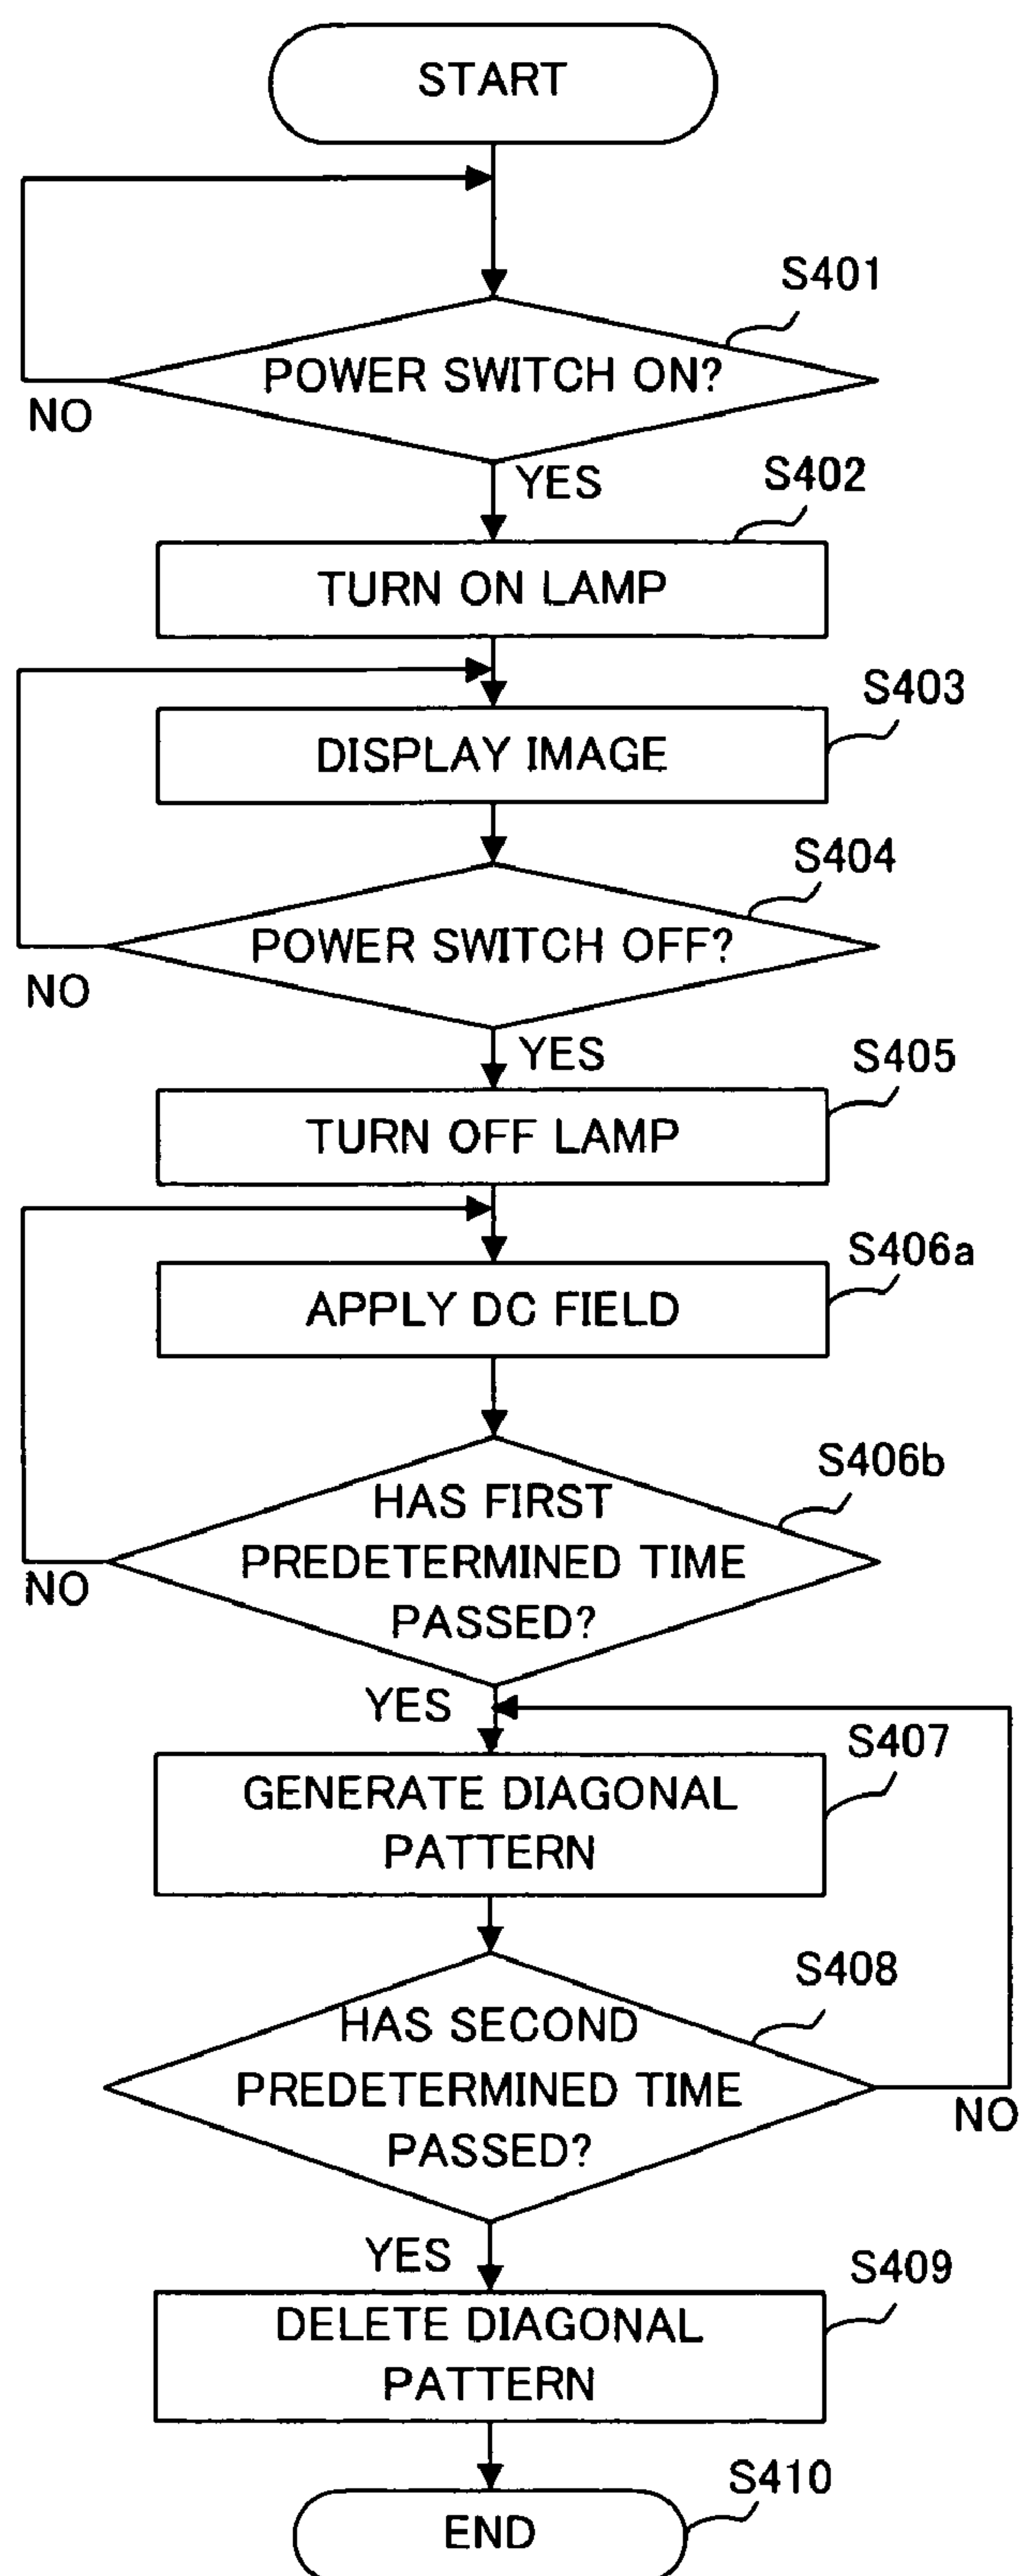 START
S401
POWER SWITCH ON?
NO
YES
S402
TURN ON LAMP
S403
DISPLAY IMAGE
S404
POWER SWITCH OFF?
NO
YES
S405
TURN OFF LAMP
S406a
APPLY DC FIELD
S406b
HAS FIRST
PREDETERMINED TIME
PASSED?
NO
YES
S407
GENERATE DIAGONAL
PATTERN
S408
HAS SECOND
PREDETERMINED TIME
PASSED?
NO
YES
S409
DELETE DIAGONAL
PATTERN
S410
END